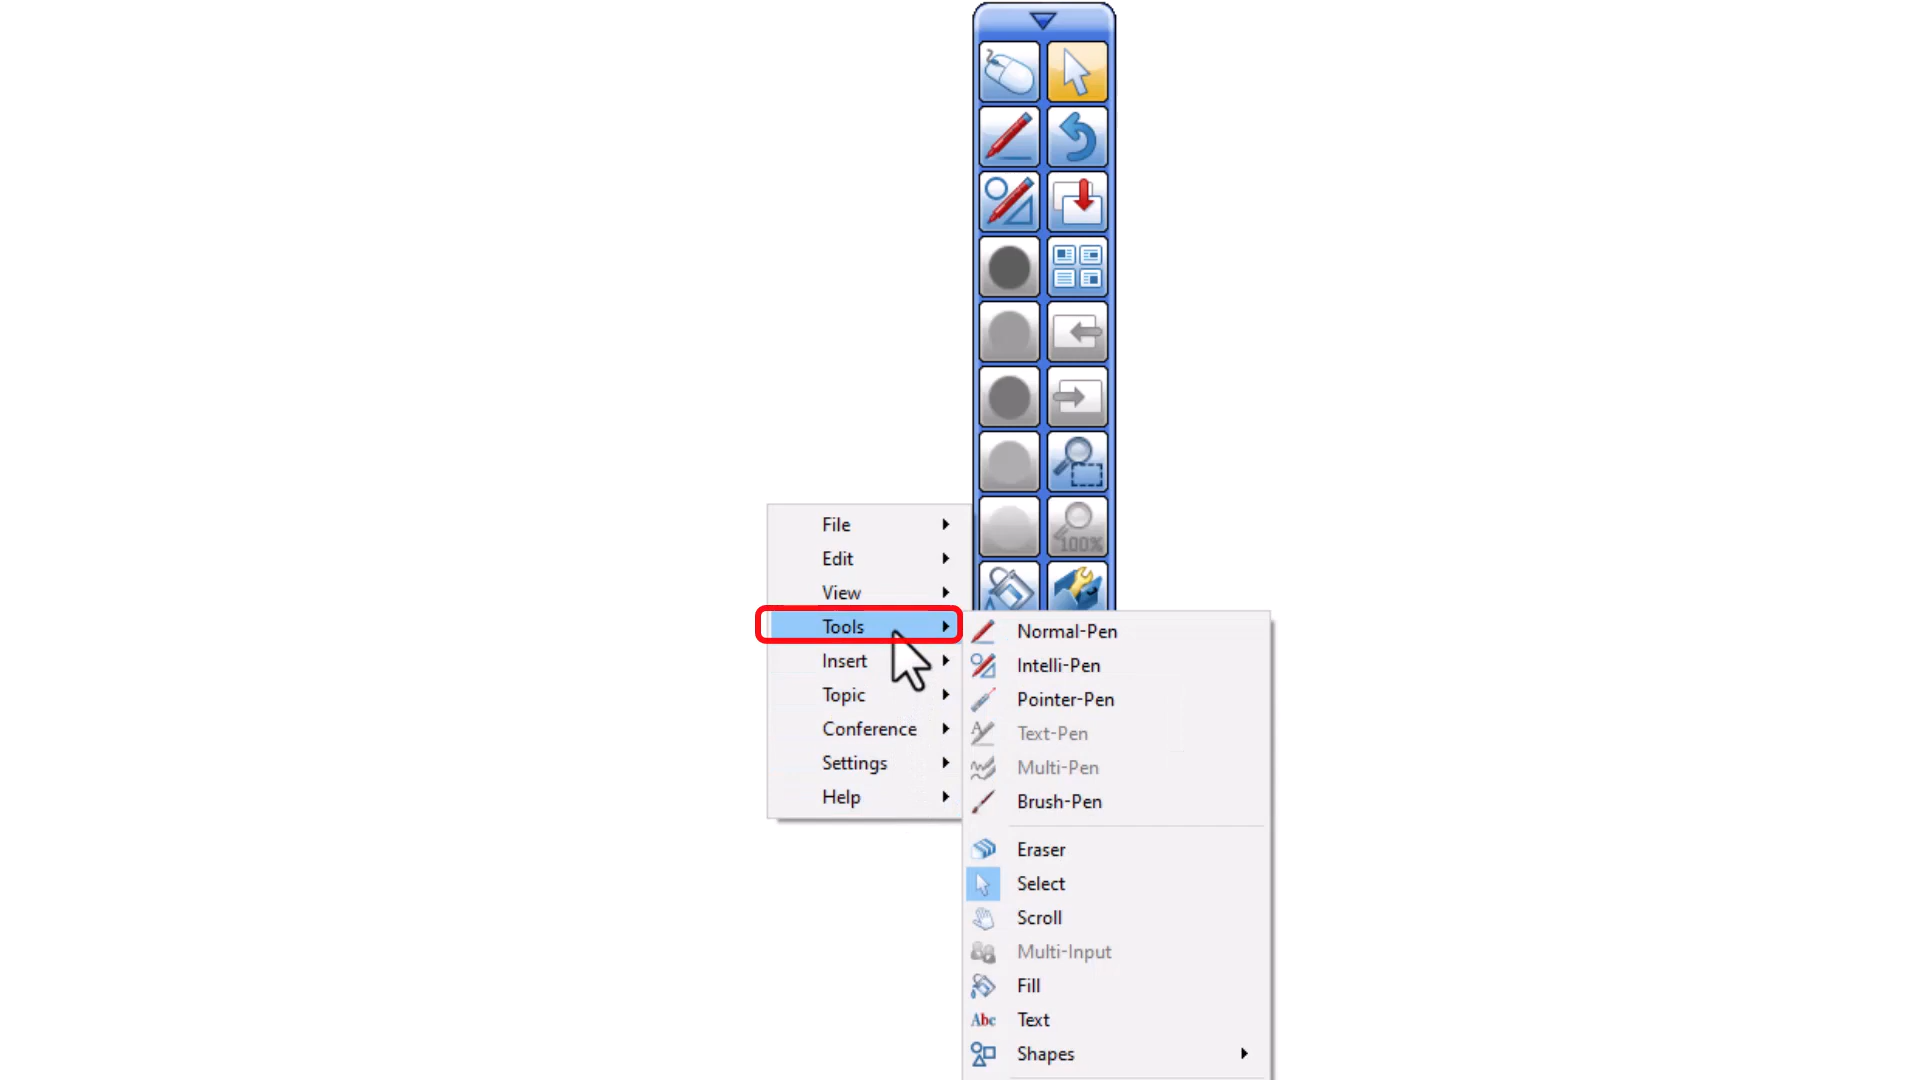 100%
File
Edit
View
Tools
Insert
Topic
Conference
Settings
Help
Normal-Pen
Intelli-Pen
Pointer-Pen
Text-Pen
Multi-Pen
Brush-Pen
Eraser
Select
Scroll
Multi-Input
Fill
Abc Text
Shapes